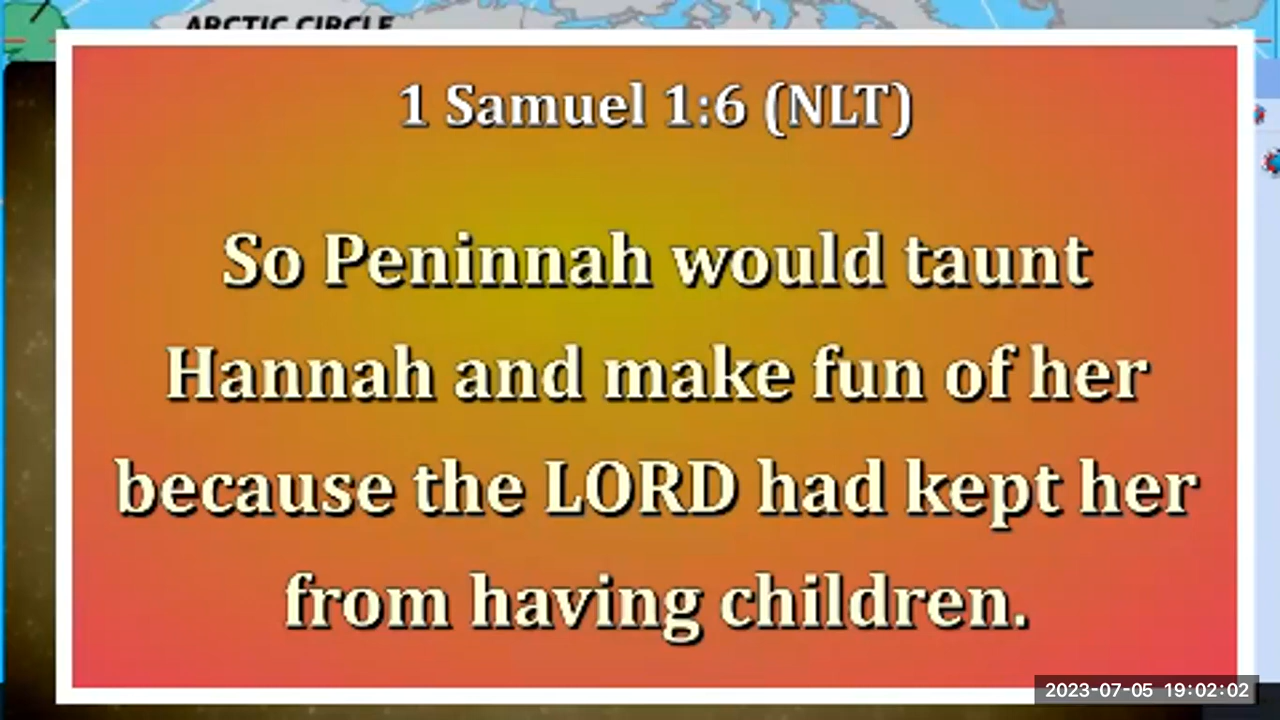 ARCTIC CIRCLE
1 Samuel 1:6 (NLT)
So Peninnah would taunt
Hannah and make fun of her
because the LORD had kept her
from having children.
2023-07-05 19:02:02